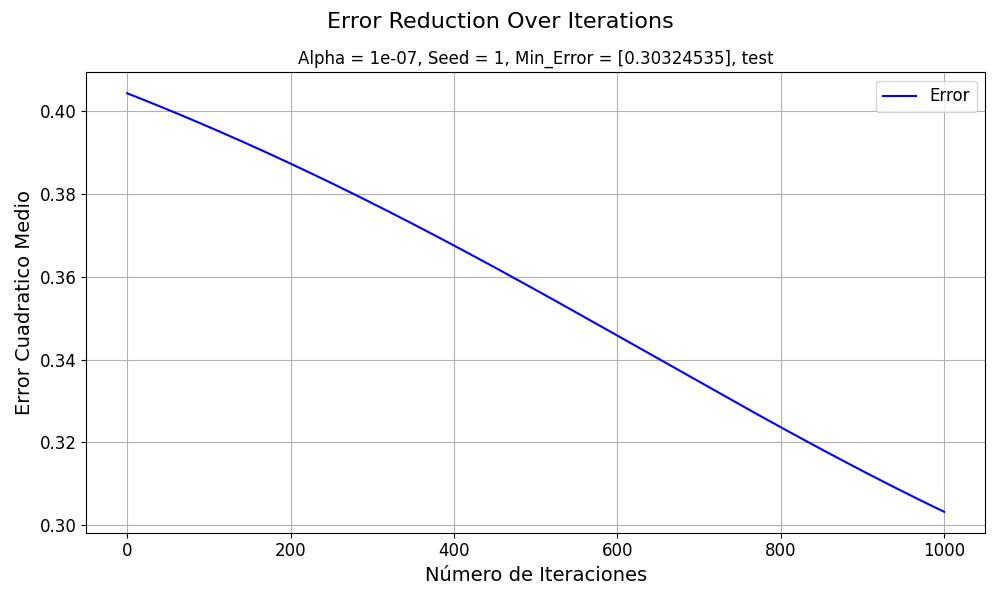 Error Reduction Over Iterations
Alpha = 1e-07, Seed = 1, Min_Error = [0.30324535], test
Error
Error Cuadratico Medio
0.40
0.38
0.36
0.34
0.32
0.30
0 200 400 600 800 1000
Número de Iteraciones